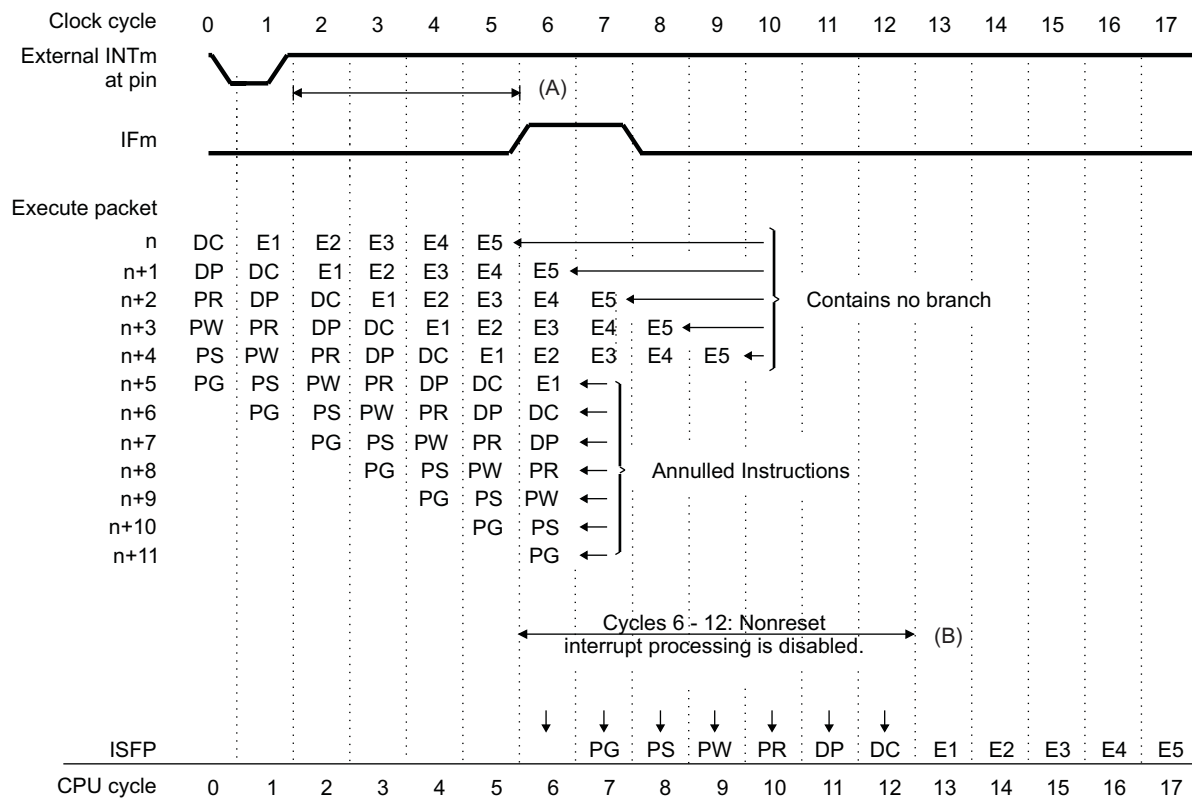 Clock cycle 0 1 2 3 4 5 6 7 8 9 10 11 12 13 14 15 16 17
External INTm
at pin
(A)
IFm
Execute packet
n DC E1 E2 E3 E4 E5
n+1 DP DC E1 E2 E3 E4 E5
n+2 PR DP DC E1 E2 E3 E4 E5 Contains no branch
n+3 PW PR DP DC E1 E2 E3 E4 E5
n+4 PS PW PR DP DC E1 E2 E3 E4 E5
n+5 PG PS PW PR DP DC E1
n+6 PG PS PW PR DP DC
n+7 PG PS PW PR DP
n+8 PG PS PW PR Annulled Instructions
n+9 PG PS PW
n+10 PG PS
n+11 PG
Cycles 6 - 12: Nonreset
interrupt processing is disabled.
(B)
ISFP PG PS PW PR DP DC E1 E2 E3 E4 E5
CPU cycle 0 1 2 3 4 5 6 7 8 9 10 11 12 13 14 15 16 17